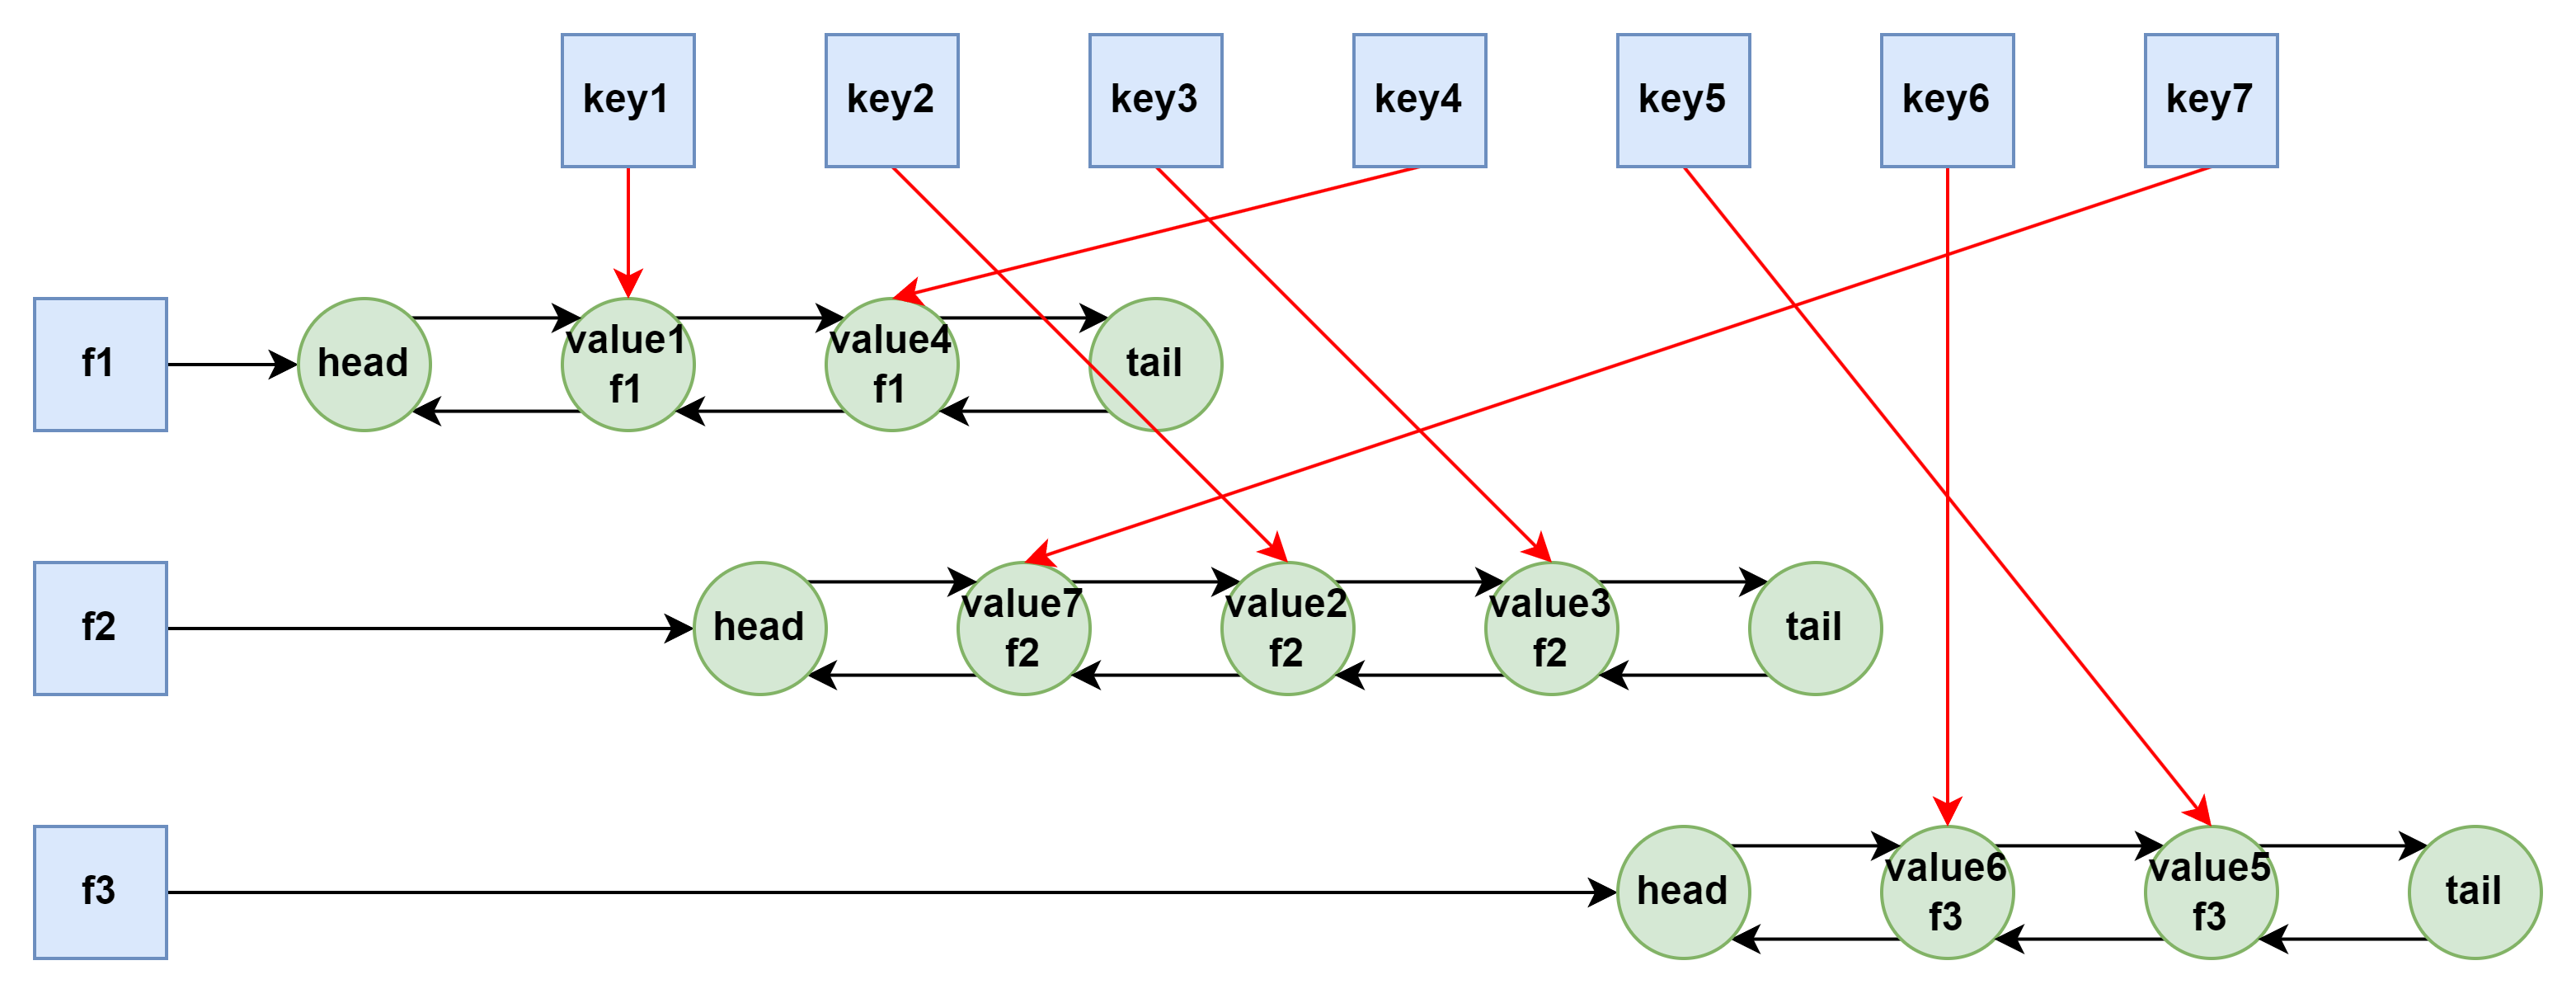 key1
key2
key3
key4
key5
key6
key7
f1
head
value1
f1
value4
f1
tail
f2
head
value7
f2
value2
f2
value3
f2
tail
f3
head
value6
f3
value5
f3
tail